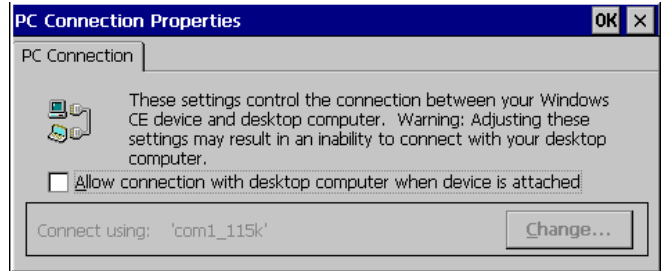 PC Connection Properties OK ×
PC Connection
These settings control the connection between your Windows
CE device and desktop computer. Warning: Adjusting these
settings may result in an inability to connect with your desktop
computer.
Allow connection with desktop computer when device is attached
Connect using: 'com1_115k' Change...